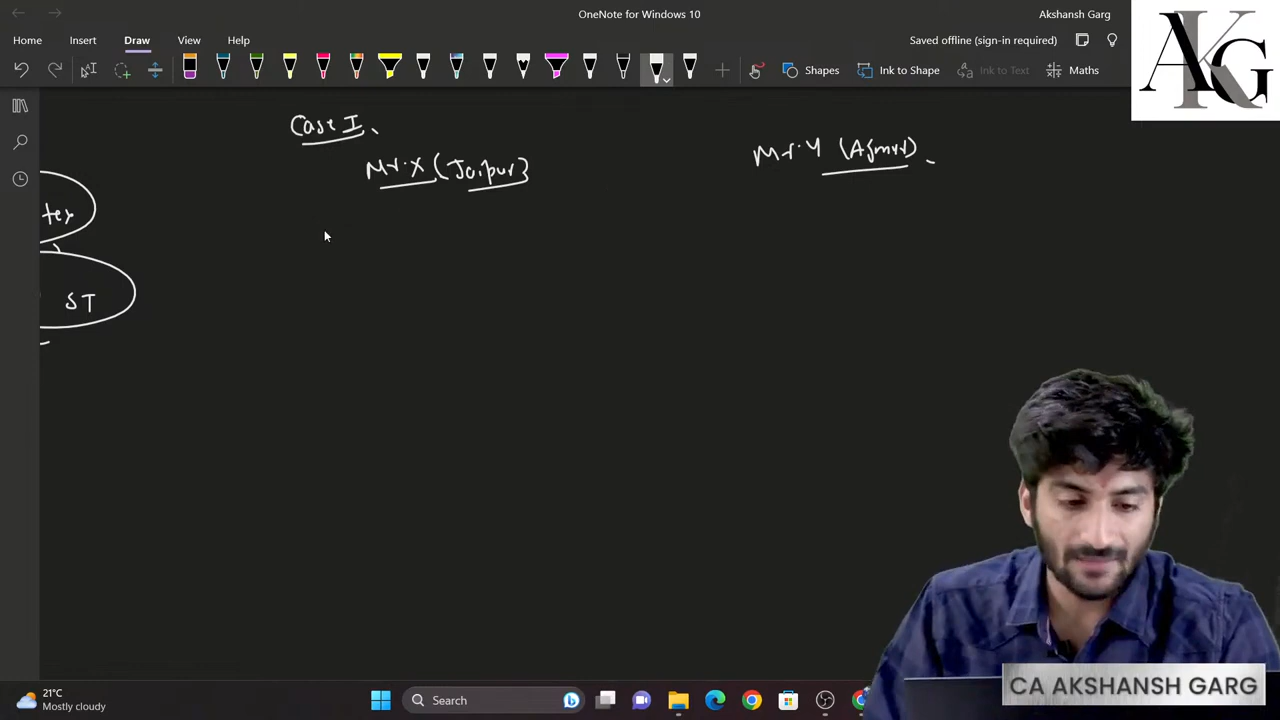 OneNote for Windows 10
Akshansh Garg
Home Insert Draw View Help
Saved offline (sign-in required)
Shapes
Ink to Shape
Ink to Text
Maths
AKG
Case I
Mr. X (Jaipur)
Mr. Y (Ajmer)
ST
21°C
Mostly cloudy
Search
CA AKSHANSH GARG